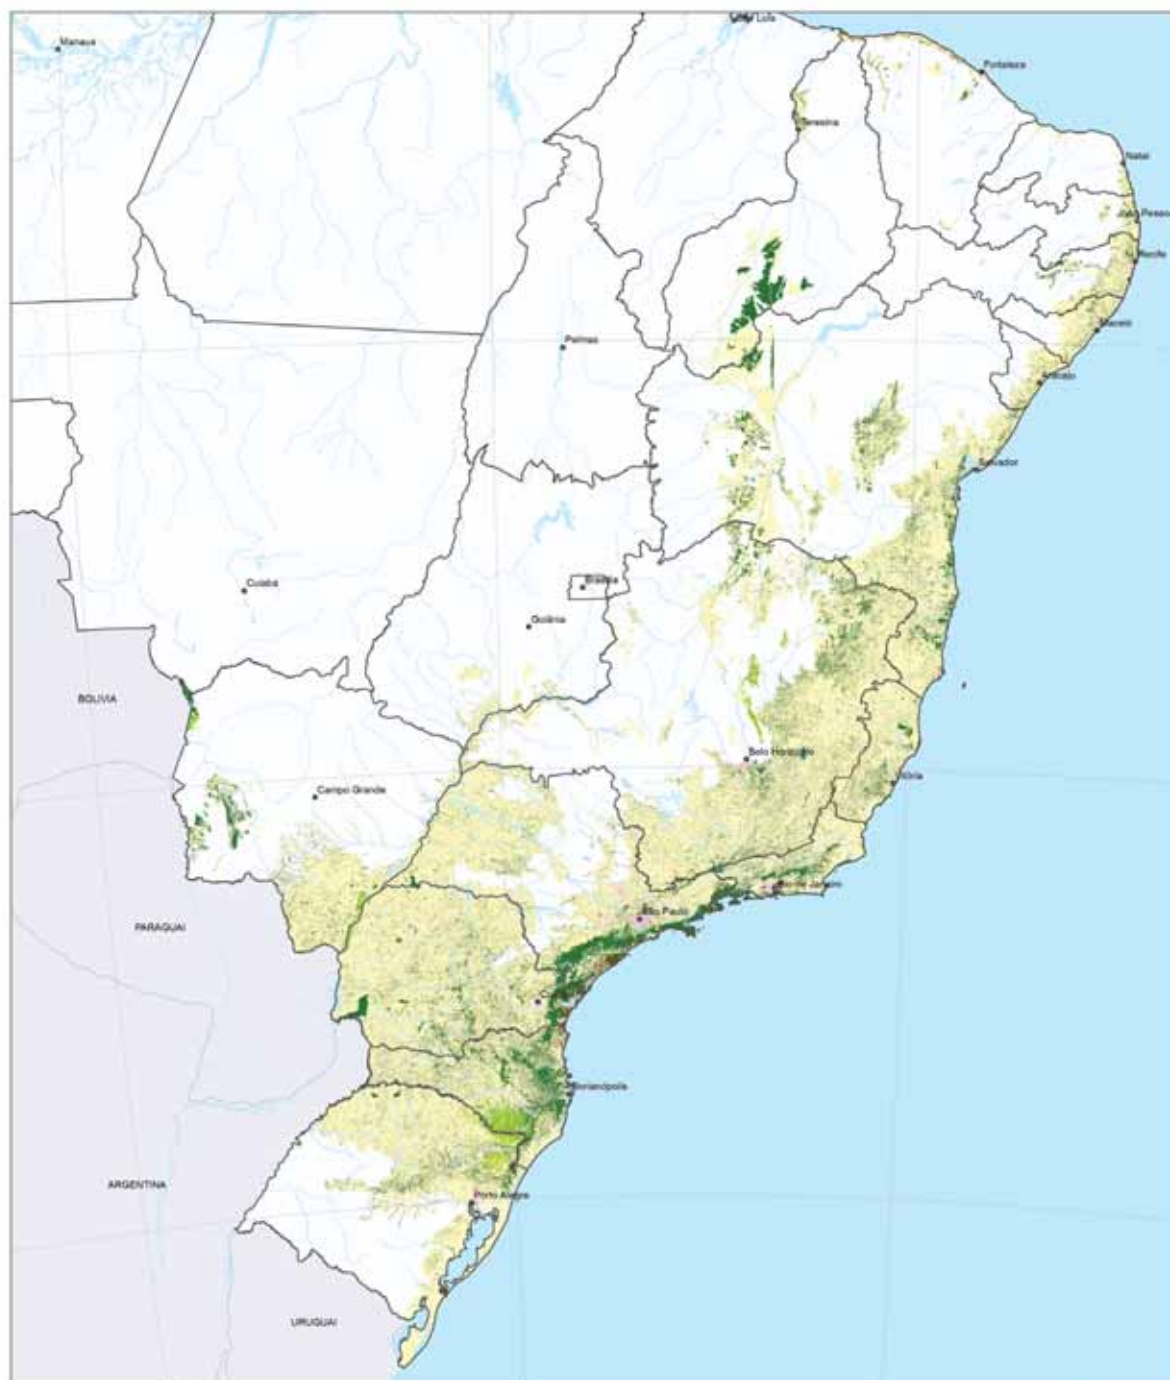 Manaus
São Luís
Fortaleza
Teresina
Natal
João Pessoa
Recife
Maceió
Palmas
Aracaju
Salvador
Cuiabá
Brasília
Goiânia
BOLIVIA
Belo Horizonte
Vitória
Campo Grande
Rio de Janeiro
São Paulo
PARAGUAI
Florianópolis
ARGENTINA
Porto Alegre
URUGUAI